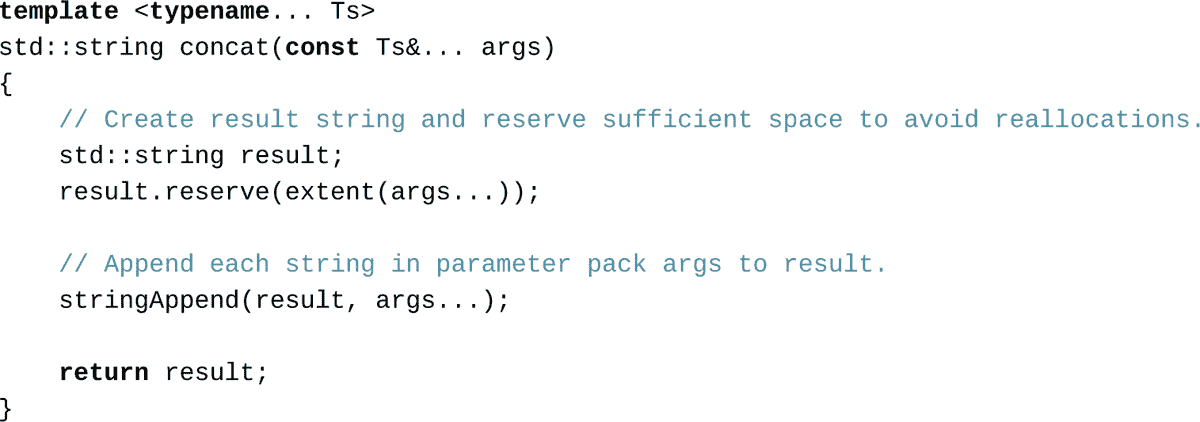 template <typename... Ts>
std::string concat(const Ts&... args)
{
    // Create result string and reserve sufficient space to avoid reallocations.
    std::string result;
    result.reserve(extent(args...));

    // Append each string in parameter pack args to result.
    stringAppend(result, args...);

    return result;
}